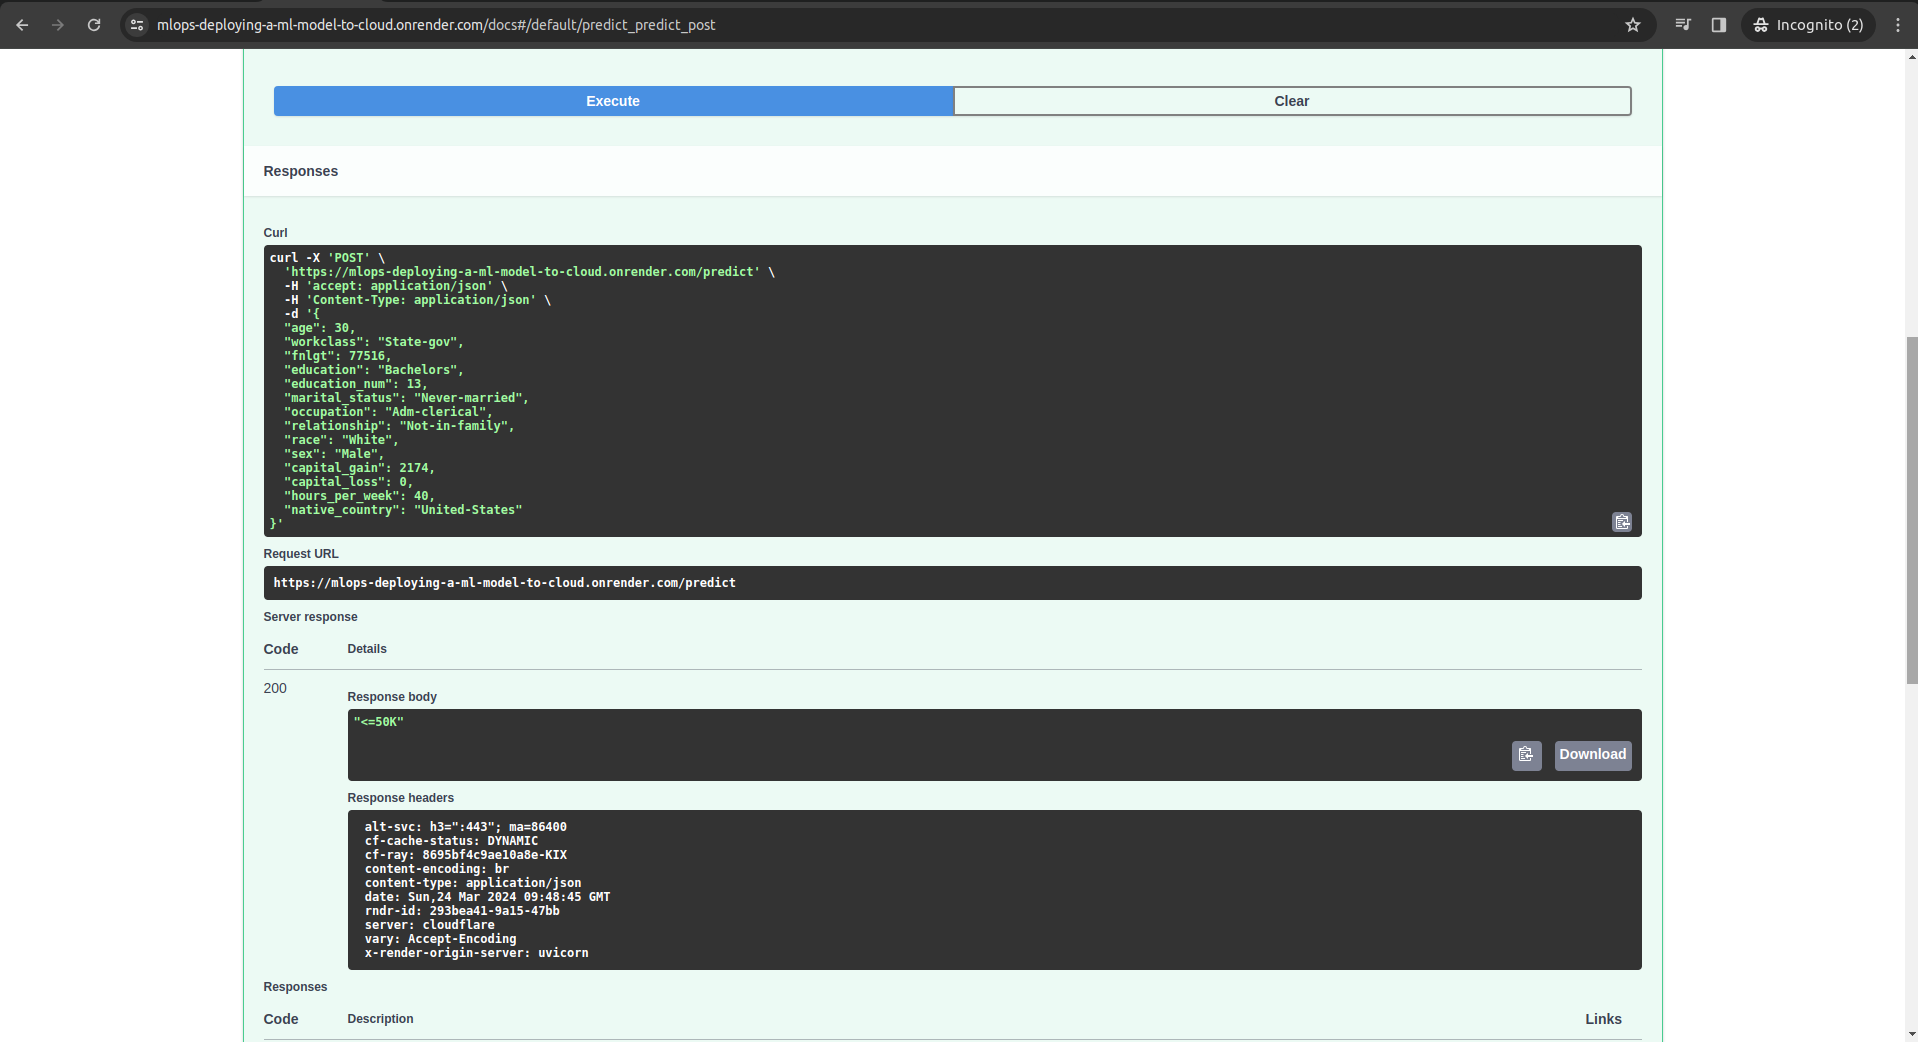 mlops-deploying-a-ml-model-to-cloud.onrender.com/docs#/default/predict_predict_post
Incognito (2)
Execute
Clear
Responses
Curl
curl -X 'POST' \
  'https://mlops-deploying-a-ml-model-to-cloud.onrender.com/predict' \
  -H 'accept: application/json' \
  -H 'Content-Type: application/json' \
  -d '{
  "age": 30,
  "workclass": "State-gov",
  "fnlgt": 77516,
  "education": "Bachelors",
  "education_num": 13,
  "marital_status": "Never-married",
  "occupation": "Adm-clerical",
  "relationship": "Not-in-family",
  "race": "White",
  "sex": "Male",
  "capital_gain": 2174,
  "capital_loss": 0,
  "hours_per_week": 40,
  "native_country": "United-States"
}'
Request URL
https://mlops-deploying-a-ml-model-to-cloud.onrender.com/predict
Server response
Code Details
200
Response body
"<=50K"
Download
Response headers
alt-svc: h3=":443"; ma=86400
cf-cache-status: DYNAMIC
cf-ray: 8695bf4c9ae10a8e-KIX
content-encoding: br
content-type: application/json
date: Sun,24 Mar 2024 09:48:45 GMT
rndr-id: 293bea41-9a15-47bb
server: cloudflare
vary: Accept-Encoding
x-render-origin-server: uvicorn
Responses
Code Description Links